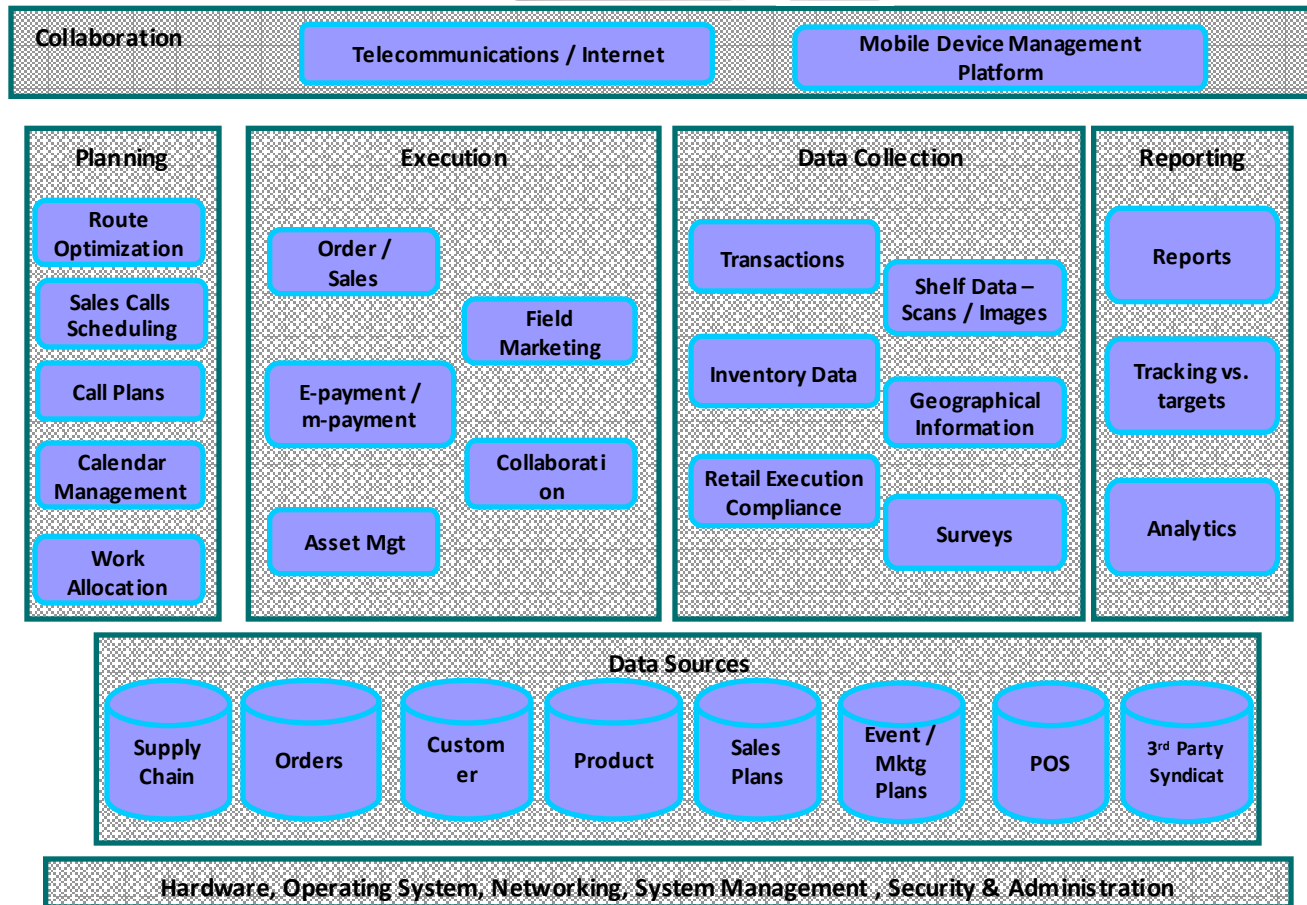 Collaboration
Telecommunications / Internet
Mobile Device Management
Platform
Planning
Route
Optimization
Sales Calls
Scheduling
Call Plans
Calendar
Management
Work
Allocation
Execution
Order /
Sales
Field
Marketing
E-payment /
m-payment
Collaborati
on
Asset Mgt
Data Collection
Transactions
Shelf Data –
Scans / Images
Inventory Data
Geographical
Information
Retail Execution
Compliance
Surveys
Reporting
Reports
Tracking vs.
targets
Analytics
Data Sources
Supply
Chain
Orders
Custom
er
Product
Sales
Plans
Event /
Mktg
Plans
POS
3rd Party
Syndicat
Hardware, Operating System, Networking, System Management , Security & Administration